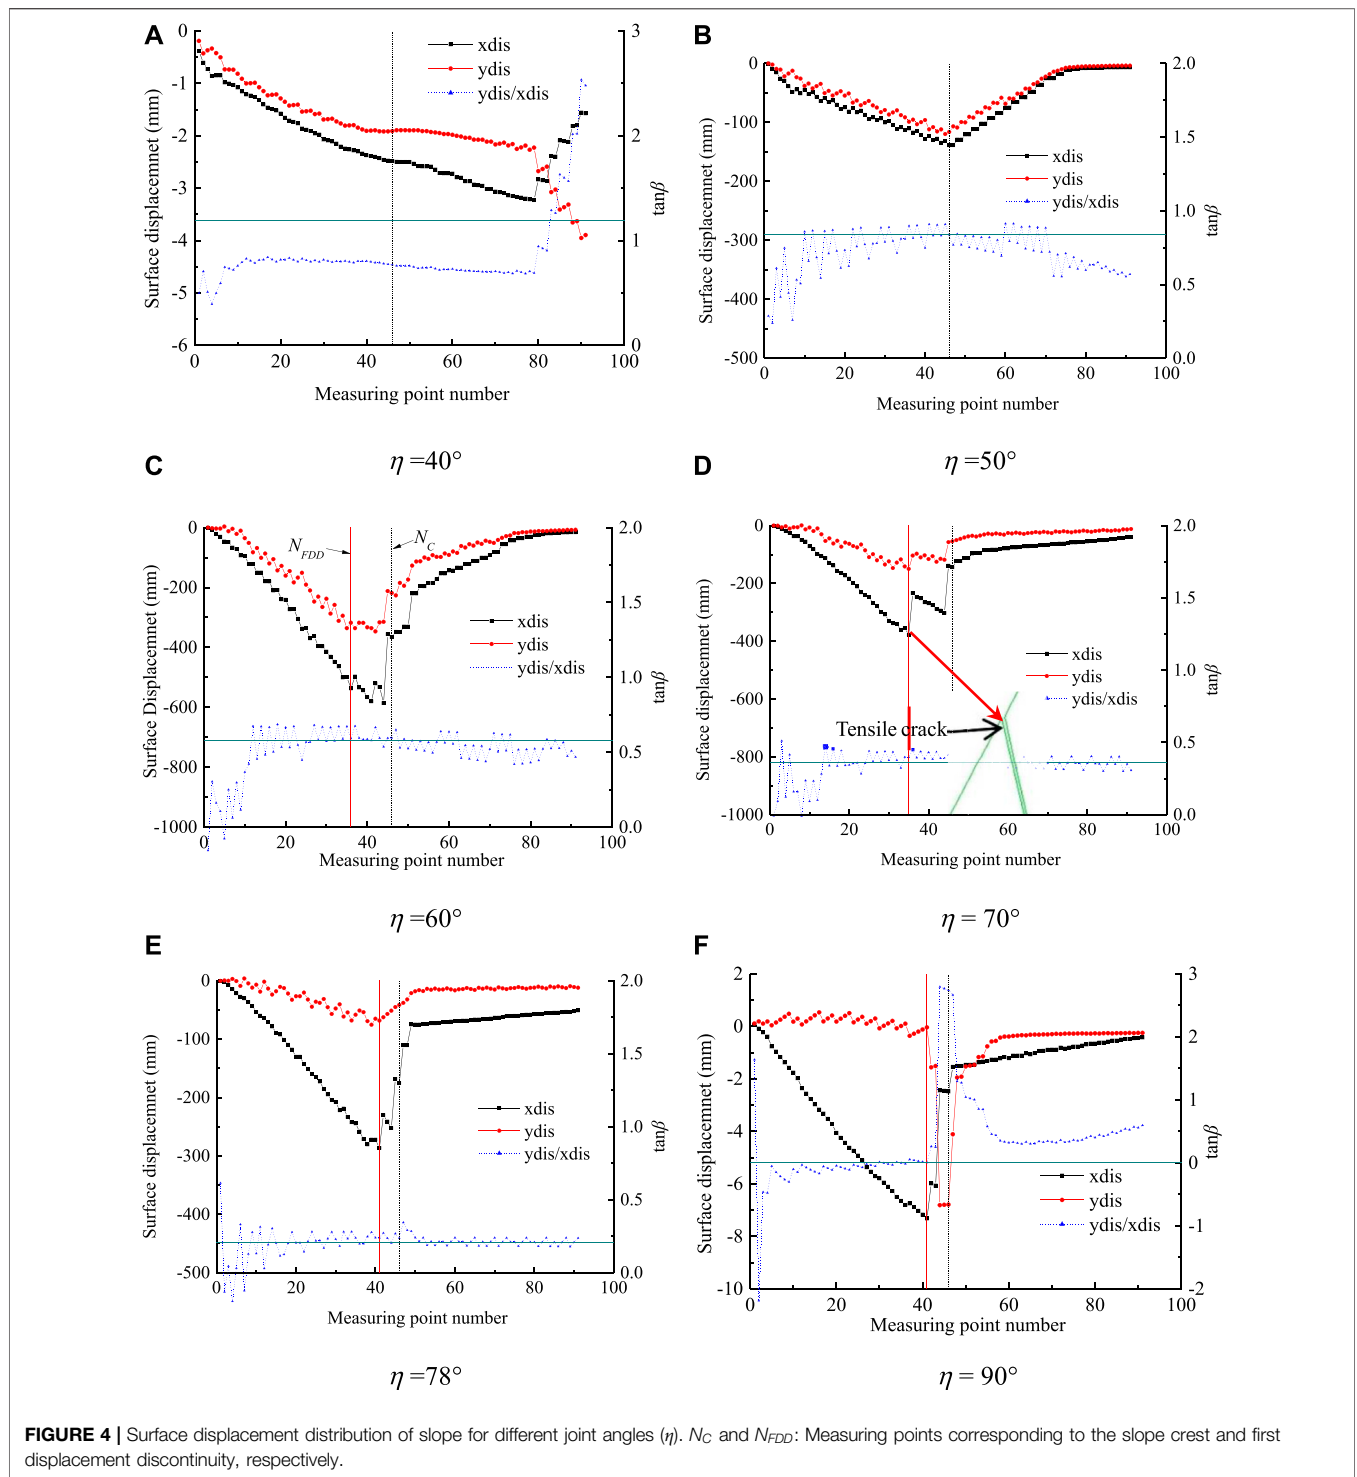 A
0
-1
-2
-3
-4
-5
-6
Surface displacemnet (mm)
xdis
ydis
ydis/xdis
3
2
1
0
tanβ
0 20 40 60 80 100
Measuring point number
η =40°
B
0
-100
-200
-300
-400
-500
Surface displacemnet (mm)
xdis
ydis
ydis/xdis
2.0
1.5
1.0
0.5
0.0
tanβ
0 20 40 60 80 100
Measuring point number
η =50°
C
0
-200
-400
-600
-800
-1000
Surface Displacemnet (mm)
N_FDD
N_C
xdis
ydis
ydis/xdis
2.0
1.5
1.0
0.5
0.0
tanβ
0 20 40 60 80 100
Measuring point number
η =60°
D
0
-200
-400
-600
-800
-1000
Surface displacemnet (mm)
xdis
ydis
ydis/xdis
Tensile crack
2.0
1.5
1.0
0.5
0.0
tanβ
0 20 40 60 80 100
Measuring point number
η = 70°
E
0
-100
-200
-300
-400
-500
Surface displacemnet (mm)
xdis
ydis
ydis/xdis
2.0
1.5
1.0
0.5
0.0
tanβ
0 20 40 60 80 100
Measuring point number
η =78°
F
2
0
-2
-4
-6
-8
-10
Surface displacemnet (mm)
xdis
ydis
ydis/xdis
3
2
1
0
-1
-2
tanβ
0 20 40 60 80 100
Measuring point number
η = 90°
FIGURE 4 | Surface displacement distribution of slope for different joint angles (η). N_C and N_FDD: Measuring points corresponding to the slope crest and first
displacement discontinuity, respectively.